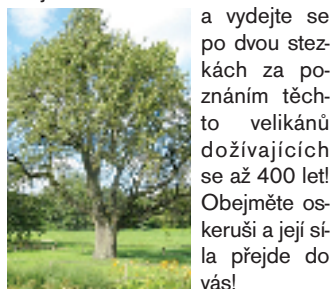 a vydejte se
po dvou stez-
kách za po-
znáním těch-
to velikánů
dožívajících
se až 400 let!
Obejměte os-
keruši a její sí-
la přejde do
vás!